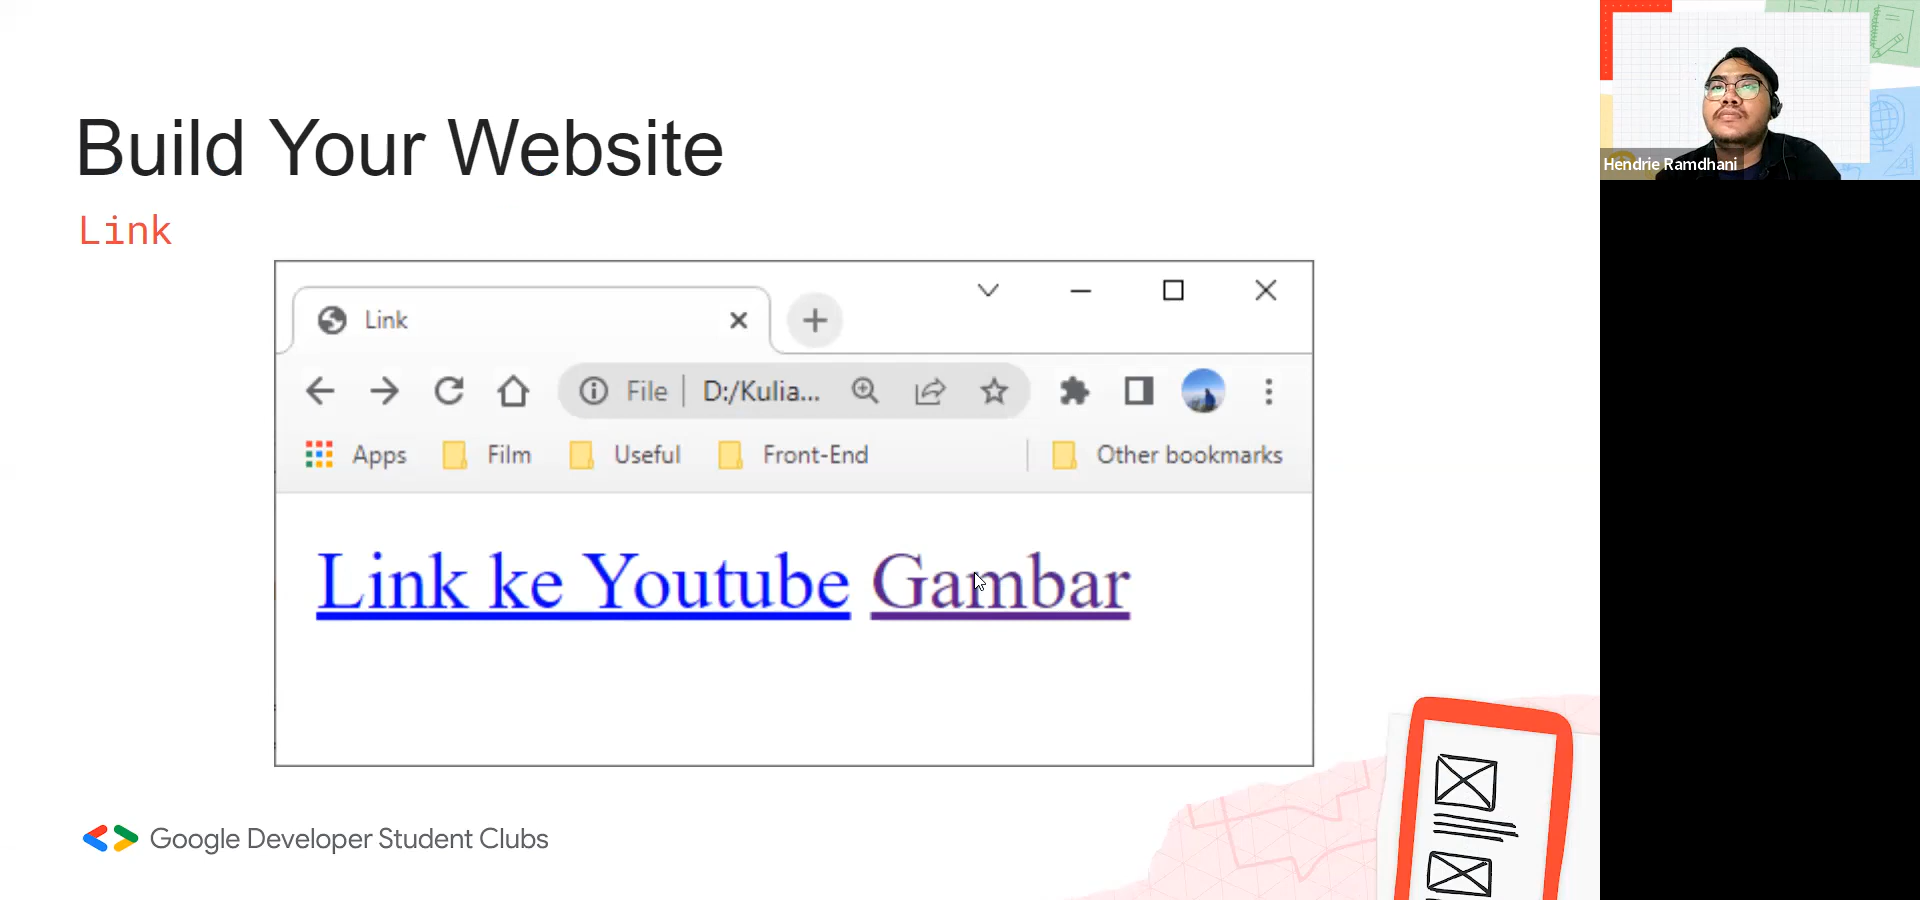 Build Your Website
Link
Link
File D:/Kulia...
Apps Film Useful Front-End Other bookmarks
Link ke Youtube Gambar
Google Developer Student Clubs
Hendrie Ramdhani